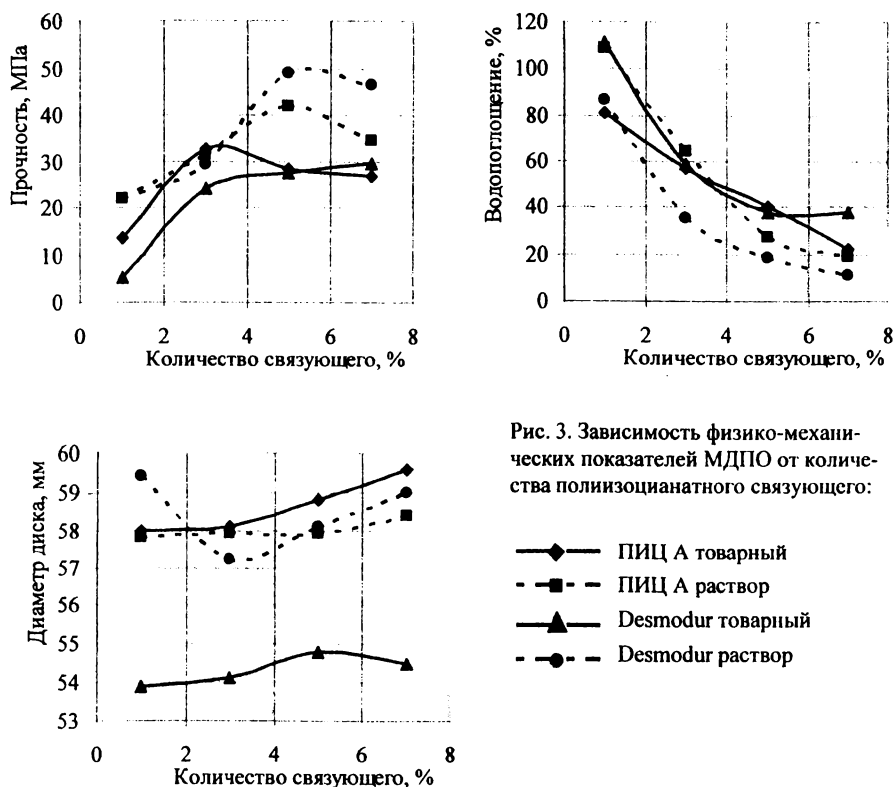 Прочность, МПа
60
50
40
30
20
10
0
0 2 4 6 8
Количество связующего, %
Водопоглощение, %
120
100
80
60
40
20
0
0 2 4 6 8
Количество связующего, %
Диаметр диска, мм
60
59
58
57
56
55
54
53
0 2 4 6 8
Количество связующего, %
Рис. 3. Зависимость физико-механи-
ческих показателей МДПО от количе-
ства полиизоцианатного связующего:
ПИЦ А товарный
ПИЦ А раствор
Desmodur товарный
Desmodur раствор